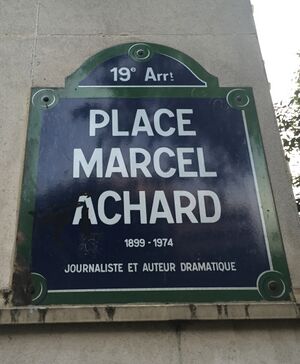 19e Arrt
PLACE
MARCEL
ACHARD
1899 - 1974
JOURNALISTE ET AUTEUR DRAMATIQUE